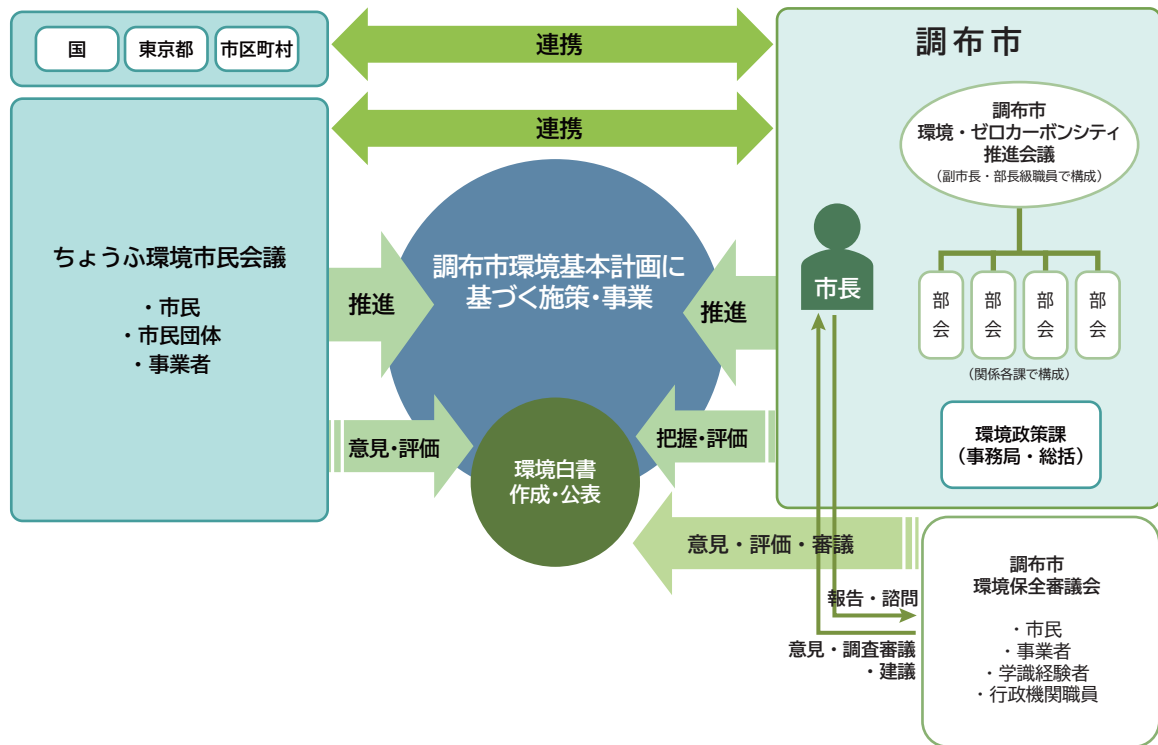 国
東京都
市区町村
連携
調布市
連携
調布市
環境・ゼロカーボンシティ
推進会議
（副市長・部長級職員で構成）
部会
部会
部会
部会
（関係各課で構成）
環境政策課
（事務局・総括）
市長
ちょうふ環境市民会議
・市民
・市民団体
・事業者
推進
調布市環境基本計画に
基づく施策・事業
推進
意見・評価
環境白書
作成・公表
把握・評価
意見・評価・審議
報告・諮問
意見・調査審議
・建議
調布市
環境保全審議会
・市民
・事業者
・学識経験者
・行政機関職員